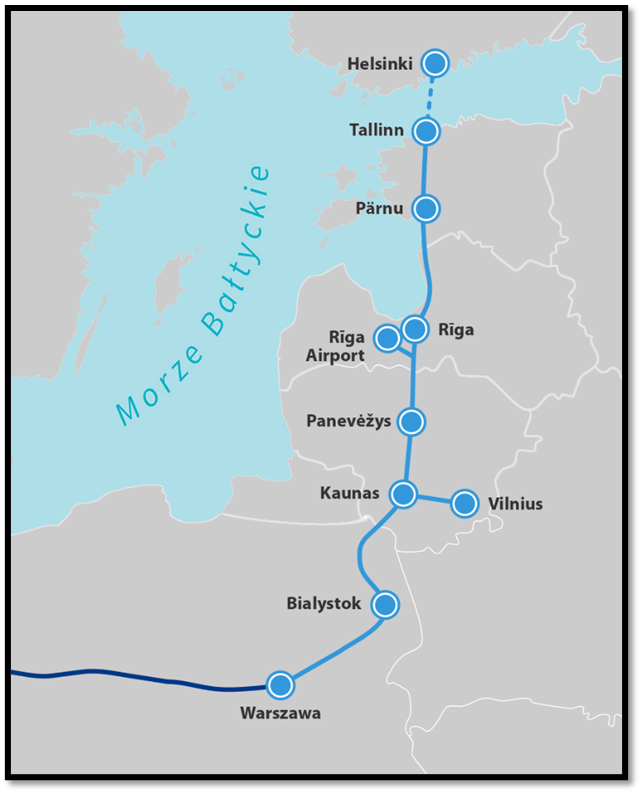 Helsinki
Tallinn
Pärnu
Morze Bałtyckie
Rīga
Rīga
Airport
Panevėžys
Kaunas
Vilnius
Bialystok
Warszawa